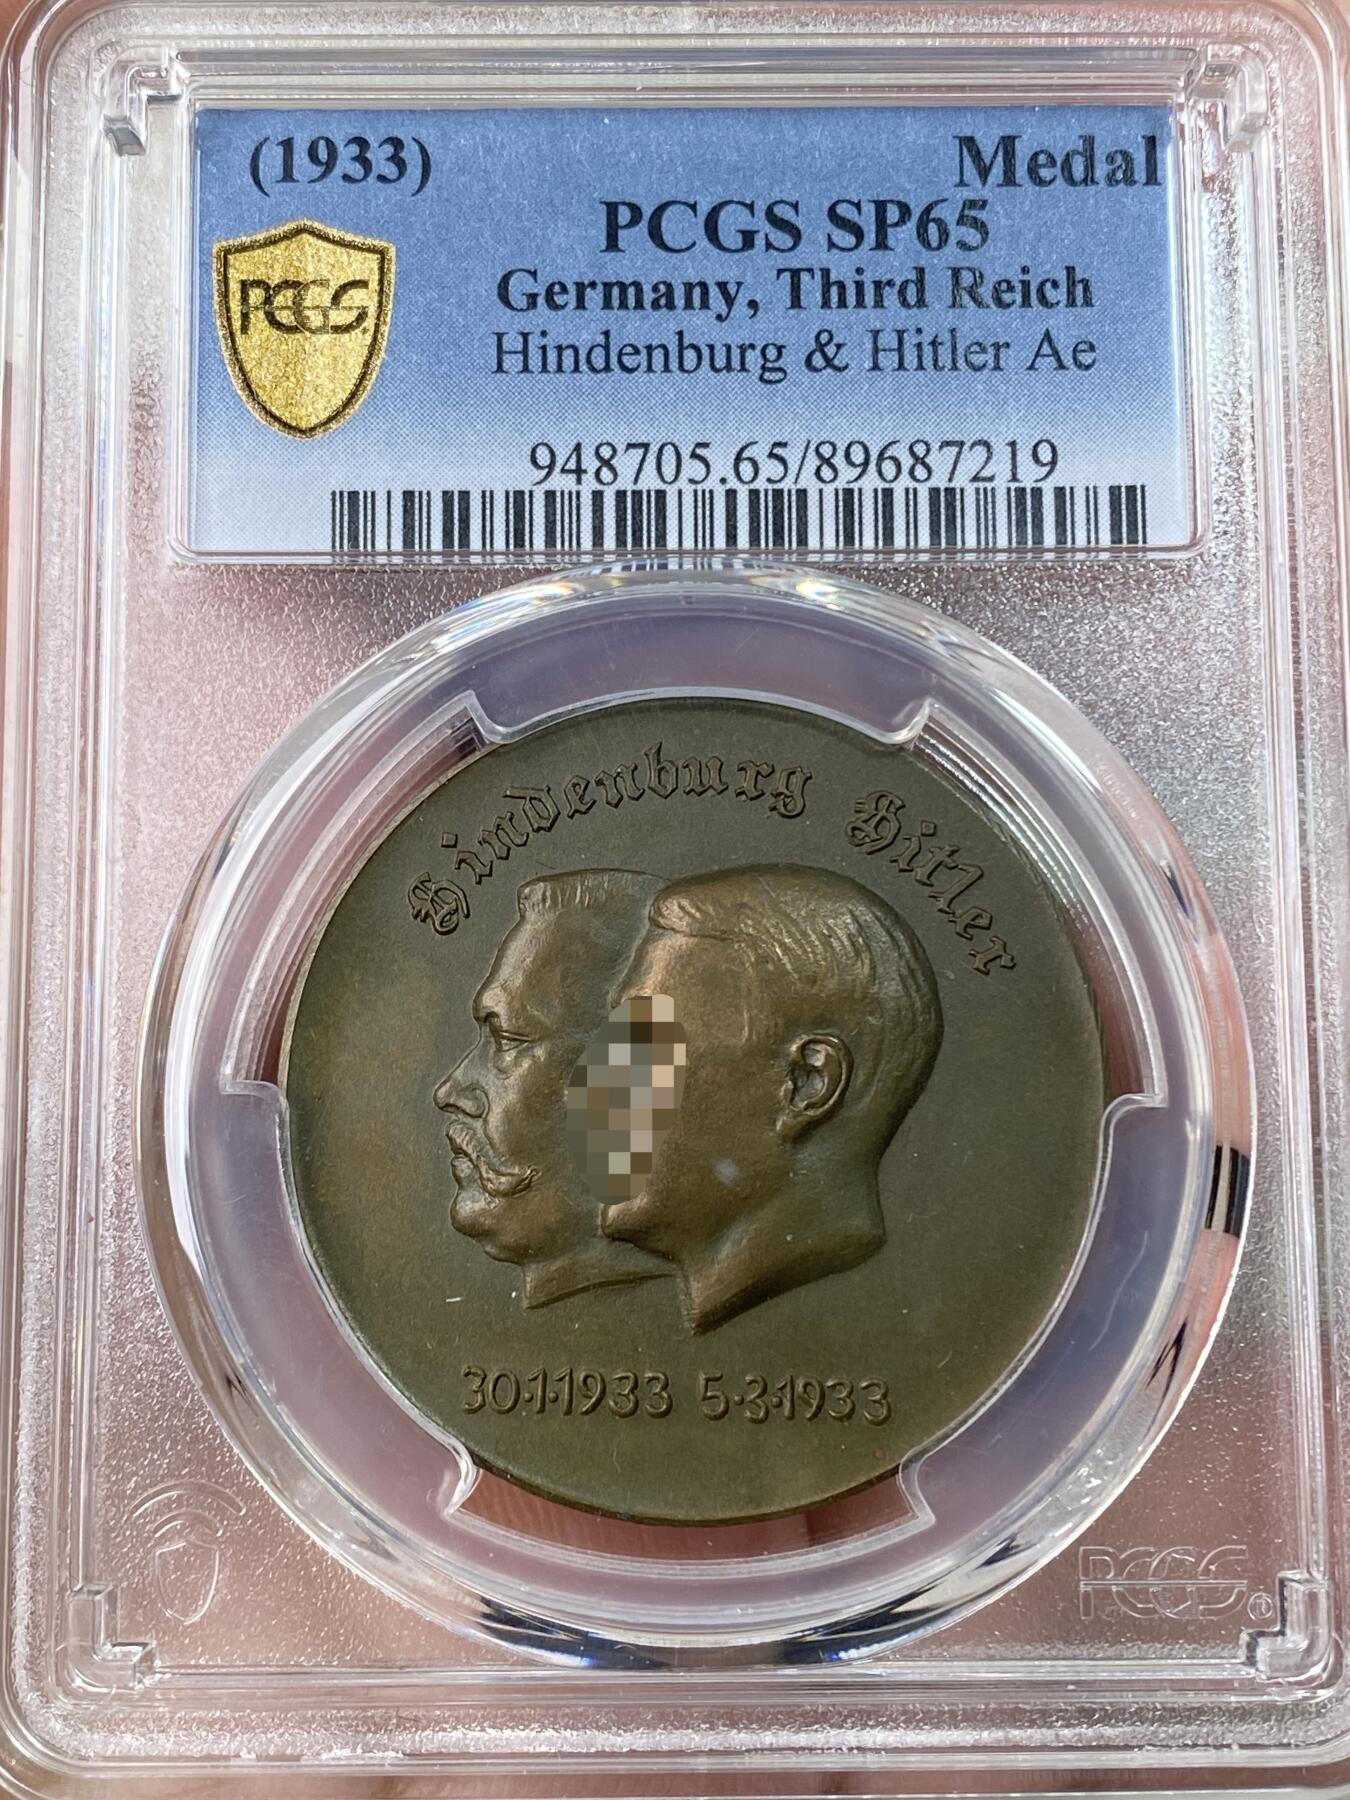 (1933) Medal
PCGS SP65
PCGS
Germany, Third Reich
Hindenburg & Hitler Ae
948705.65/89687219
Hindenburg Hitler
30·1·1933 5·3·1933
PCGS